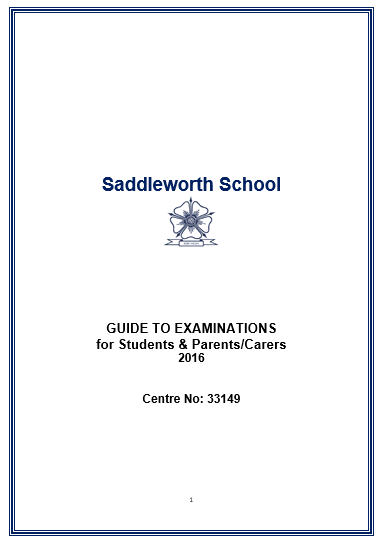 Saddleworth School
GUIDE TO EXAMINATIONS
for Students & Parents/Carers
2016
Centre No: 33149
1